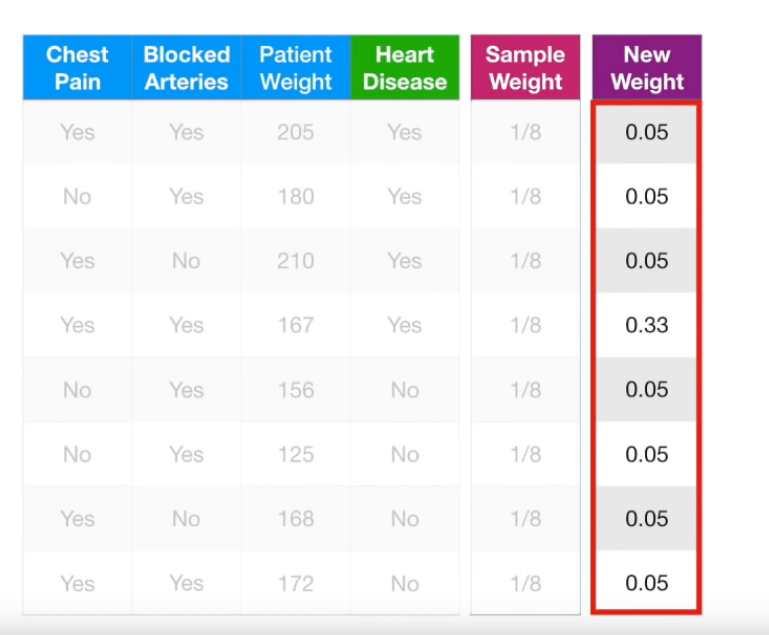 Chest Pain Blocked Arteries Patient Weight Heart Disease Sample Weight New Weight
Yes Yes 205 Yes 1/8 0.05
No Yes 180 Yes 1/8 0.05
Yes No 210 Yes 1/8 0.05
Yes Yes 167 Yes 1/8 0.33
No Yes 156 No 1/8 0.05
No Yes 125 No 1/8 0.05
Yes No 168 No 1/8 0.05
Yes Yes 172 No 1/8 0.05